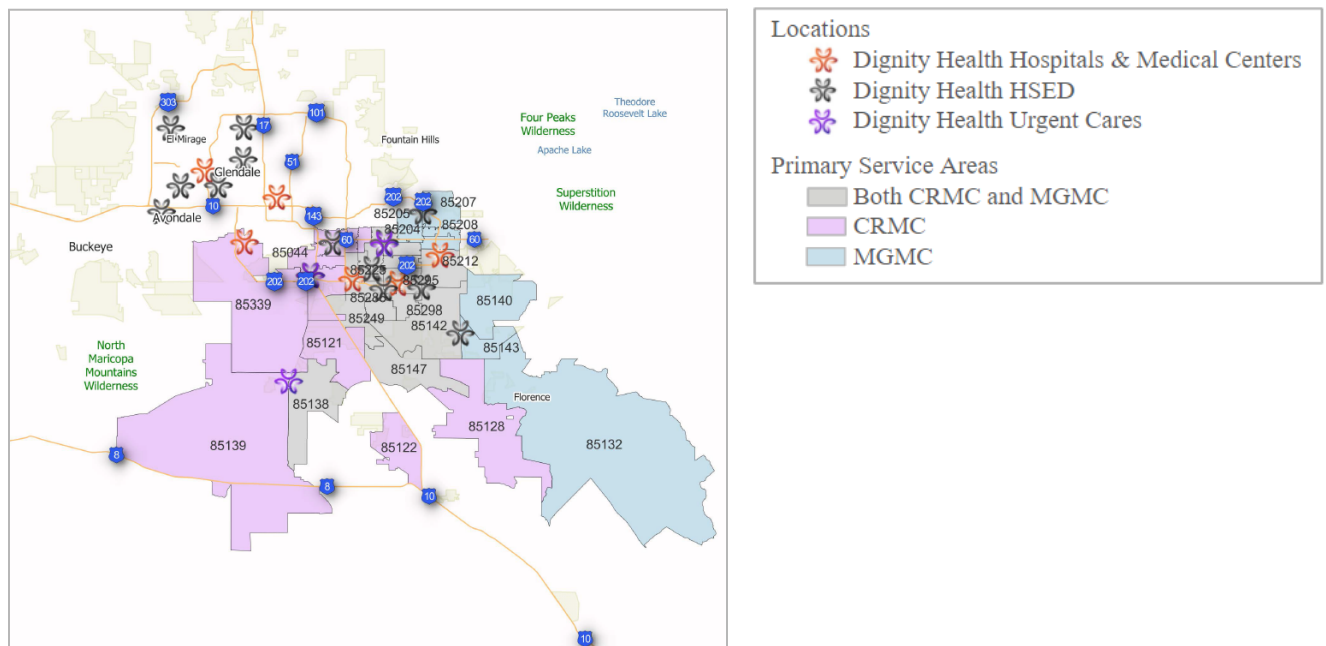 Locations
Dignity Health Hospitals & Medical Centers
Dignity Health HSED
Dignity Health Urgent Cares
Primary Service Areas
Both CRMC and MGMC
CRMC
MGMC
303
101
Theodore
Roosevelt Lake
Four Peaks
Wilderness
17
El Mirage
Fountain Hills
51
Apache Lake
Glendale
Superstition
Wilderness
202
202
85207
10
143
85205
Avondale
85204
85208
60
60
Buckeye
85044
85212
202
202
202
85295
85339
85140
85298
85249
85142
85121
85143
North
Maricopa
Mountains
Wilderness
85147
85138
Florence
85128
85139
85122
85132
8
8
10
10